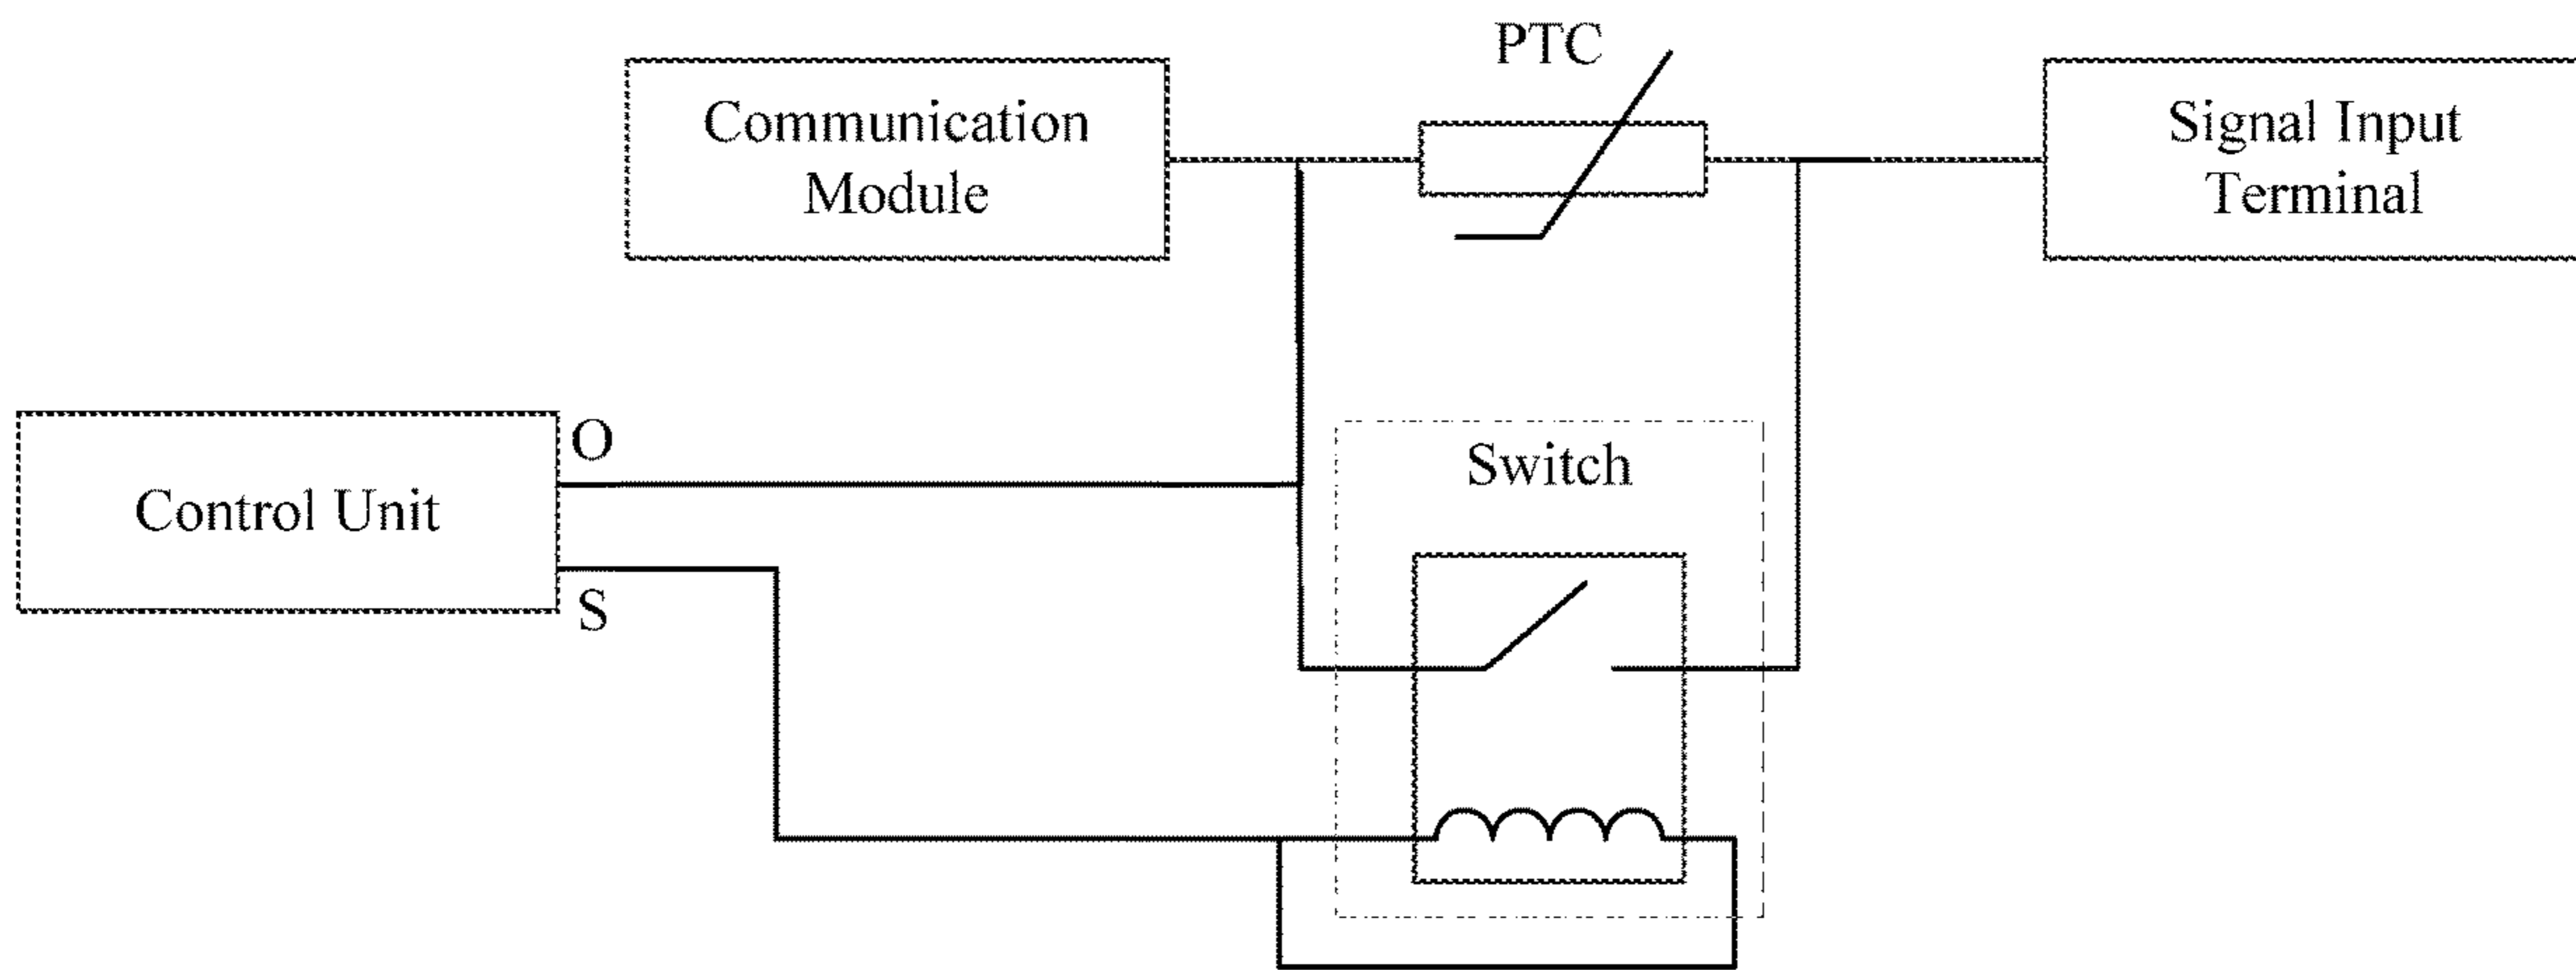 PTC
Communication
Module
Signal Input
Terminal
O
Control Unit
S
Switch